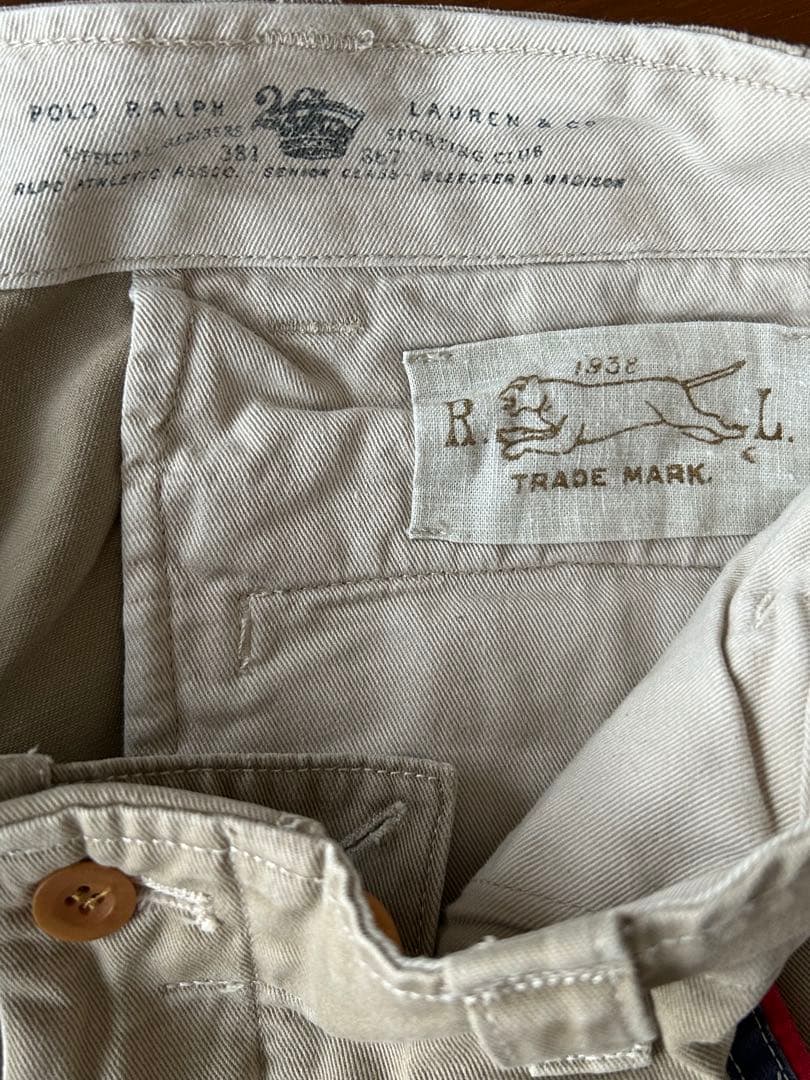 POLO RALPH LAUREN & Co
OFFICIAL MEMBERS SPORTING CLUB
381 867
RLPC ATHLETIC ASSCO. - SENIOR CLASS - BLEECKER & MADISON
1938
R. L.
TRADE MARK.